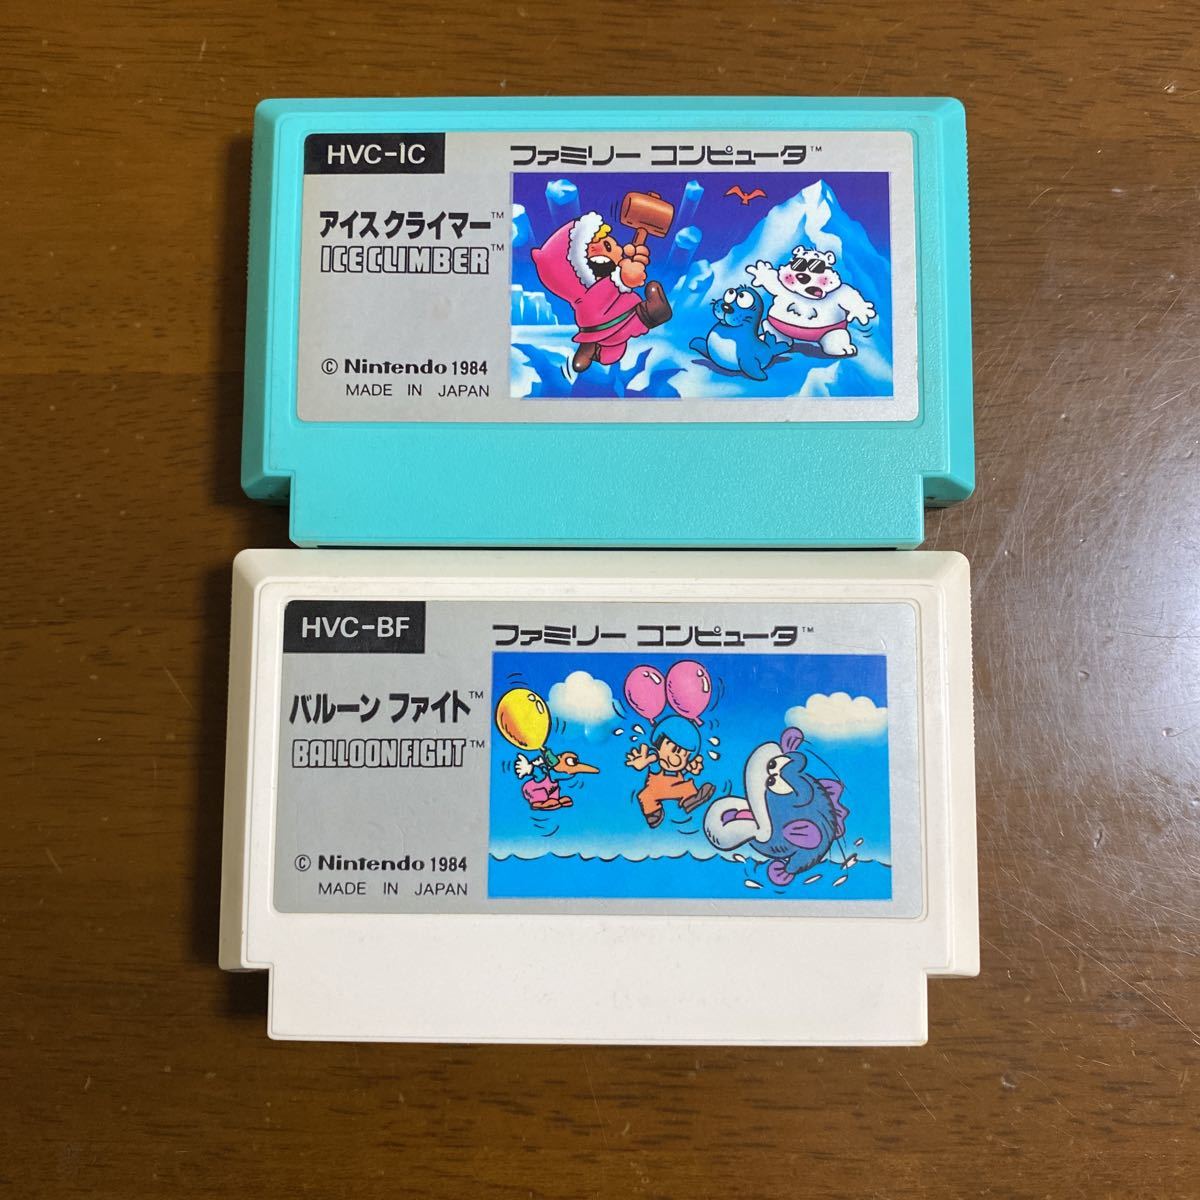 HVC-IC
ファミリー コンピュータ™
アイスクライマー™
ICE CLIMBER™
© Nintendo 1984
MADE IN JAPAN
HVC-BF
ファミリー コンピュータ™
バルーン ファイト™
BALLOON FIGHT™
© Nintendo 1984
MADE IN JAPAN